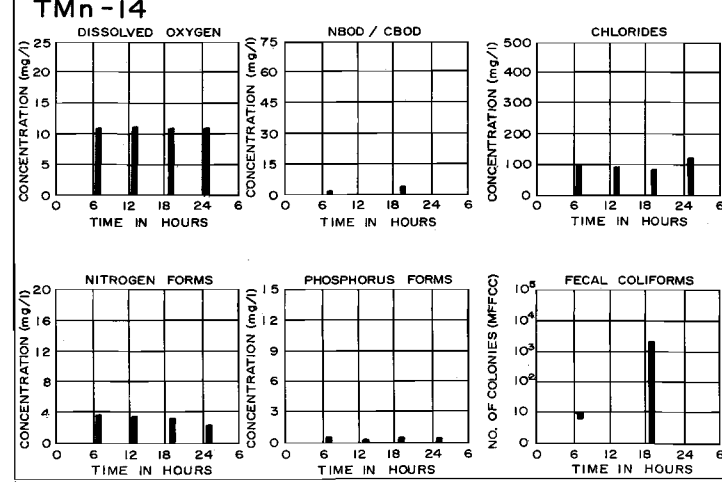 TMn-14
DISSOLVED OXYGEN
CONCENTRATION (mg/l)
25
20
15
10
5
0
0 6 12 18 24 6
TIME IN HOURS
NBOD / CBOD
CONCENTRATION (mg/l)
75
60
45
30
15
0
0 6 12 18 24 6
TIME IN HOURS
CHLORIDES
CONCENTRATION (mg/l)
500
400
300
200
100
0
0 6 12 18 24 6
TIME IN HOURS
NITROGEN FORMS
CONCENTRATION (mg/l)
20
16
12
8
4
0
0 6 12 18 24 6
TIME IN HOURS
PHOSPHORUS FORMS
CONCENTRATION (mg/l)
15
12
9
6
3
0
0 6 12 18 24 6
TIME IN HOURS
FECAL COLIFORMS
NO. OF COLONIES (MFFCC)
10⁵
10⁴
10³
10²
10
0
0 6 12 18 24 6
TIME IN HOURS